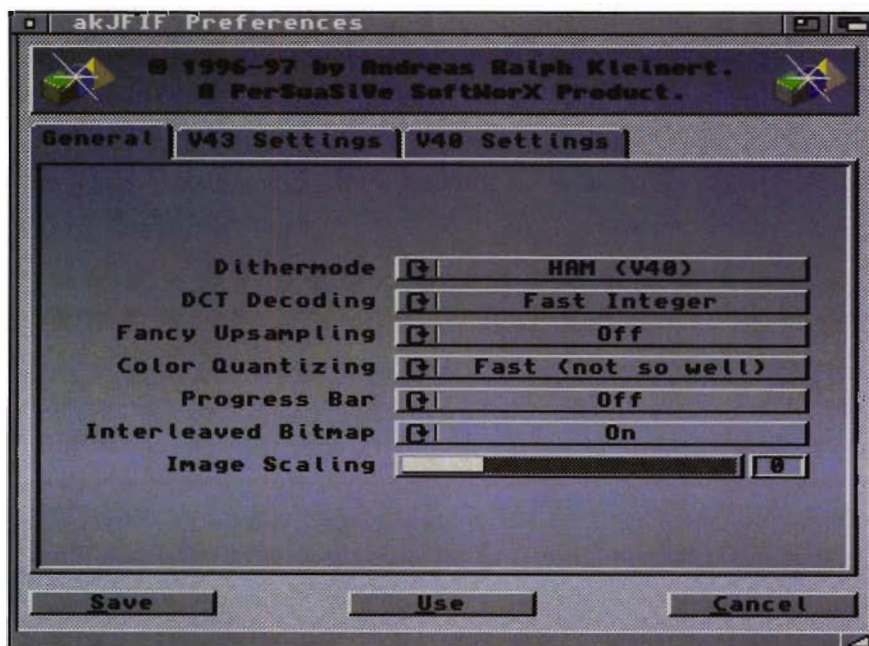 akJFIF Preferences
© 1996-97 by Andreas Ralph Kleinert.
A PerSuaSiVe SoftWorX Product.
General V43 Settings V40 Settings
Dithermode HAM (V40)
DCT Decoding Fast Integer
Fancy Upsampling Off
Color Quantizing Fast (not so well)
Progress Bar Off
Interleaved Bitmap On
Image Scaling 0
Save Use Cancel